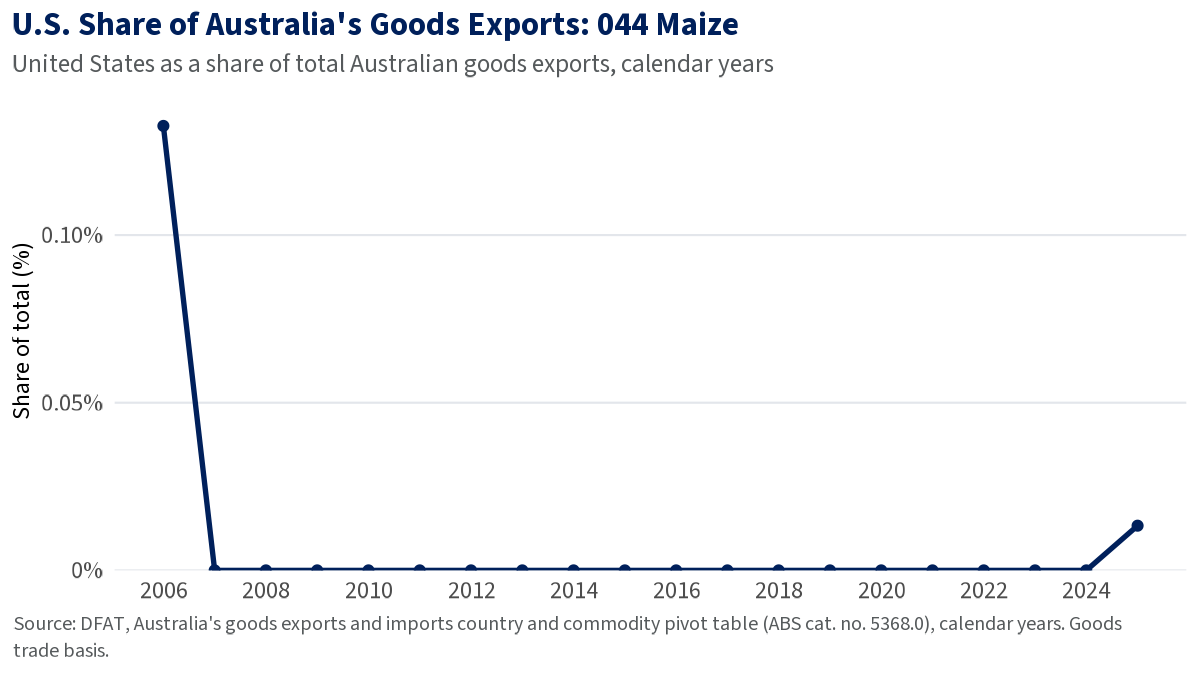 U.S. Share of Australia's Goods Exports: 044 Maize
United States as a share of total Australian goods exports, calendar years
Share of total (%)
0.10%
0.05%
0%
2006 2008 2010 2012 2014 2016 2018 2020 2022 2024
Source: DFAT, Australia's goods exports and imports country and commodity pivot table (ABS cat. no. 5368.0), calendar years. Goods
trade basis.